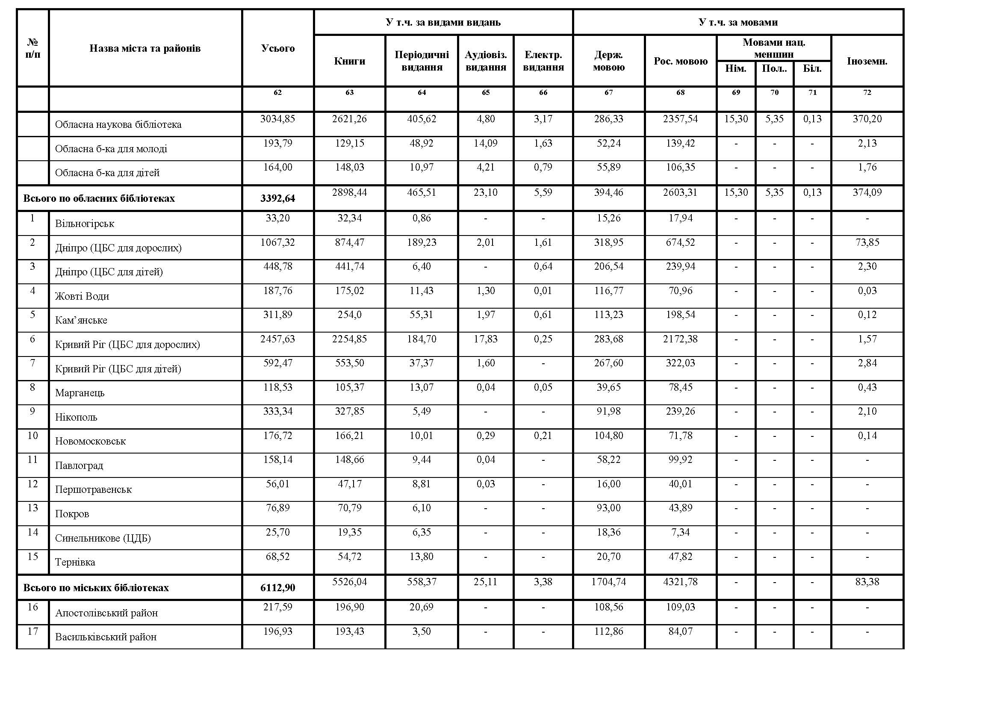 № п/п Назва міста та районів Усього У т.ч. за видами видань У т.ч. за мовами
Книги Періодичні видання Аудіовіз. видання Електр. видання Держ. мовою Рос. мовою Мовами нац. меншин Іноземн.
Нім. Пол.. Біл.
62 63 64 65 66 67 68 69 70 71 72
Обласна наукова бібліотека 3034,85 2621,26 405,62 4,80 3,17 286,33 2357,54 15,30 5,35 0,13 370,20
Обласна б-ка для молоді 193,79 129,15 48,92 14,09 1,63 52,24 139,42 - - - 2,13
Обласна б-ка для дітей 164,00 148,03 10,97 4,21 0,79 55,89 106,35 - - - 1,76
Всього по обласних бібліотеках 3392,64 2898,44 465,51 23,10 5,59 394,46 2603,31 15,30 5,35 0,13 374,09
1 Вільногірськ 33,20 32,34 0,86 - - 15,26 17,94 - - - -
2 Дніпро (ЦБС для дорослих) 1067,32 874,47 189,23 2,01 1,61 318,95 674,52 - - - 73,85
3 Дніпро (ЦБС для дітей) 448,78 441,74 6,40 - 0,64 206,54 239,94 - - - 2,30
4 Жовті Води 187,76 175,02 11,43 1,30 0,01 116,77 70,96 - - - 0,03
5 Кам’янське 311,89 254,0 55,31 1,97 0,61 113,23 198,54 - - - 0,12
6 Кривий Ріг (ЦБС для дорослих) 2457,63 2254,85 184,70 17,83 0,25 283,68 2172,38 - - - 1,57
7 Кривий Ріг (ЦБС для дітей) 592,47 553,50 37,37 1,60 - 267,60 322,03 - - - 2,84
8 Марганець 118,53 105,37 13,07 0,04 0,05 39,65 78,45 - - - 0,43
9 Нікополь 333,34 327,85 5,49 - - 91,98 239,26 - - - 2,10
10 Новомосковськ 176,72 166,21 10,01 0,29 0,21 104,80 71,78 - - - 0,14
11 Павлоград 158,14 148,66 9,44 0,04 - 58,22 99,92 - - - -
12 Першотравенськ 56,01 47,17 8,81 0,03 - 16,00 40,01 - - - -
13 Покров 76,89 70,79 6,10 - - 93,00 43,89 - - - -
14 Синельникове (ЦДБ) 25,70 19,35 6,35 - - 18,36 7,34 - - - -
15 Тернівка 68,52 54,72 13,80 - - 20,70 47,82 - - - -
Всього по міських бібліотеках 6112,90 5526,04 558,37 25,11 3,38 1704,74 4321,78 - - - 83,38
16 Апостолівський район 217,59 196,90 20,69 - - 108,56 109,03 - - - -
17 Васильківський район 196,93 193,43 3,50 - - 112,86 84,07 - - - -